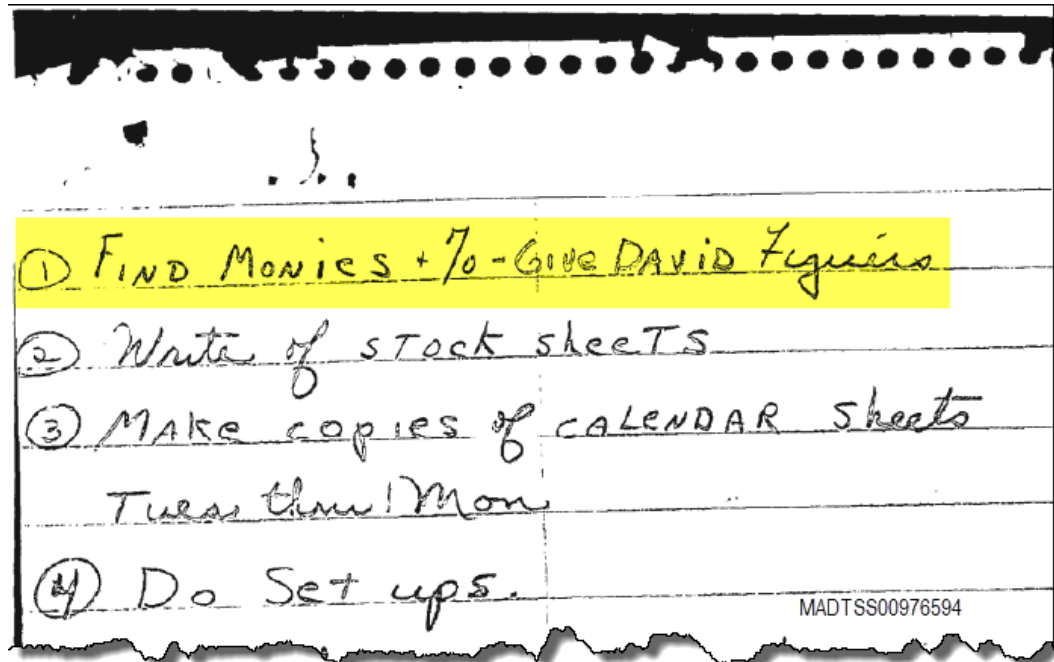 ① FIND MONIES + % - GIVE DAVID Figuers
② Write of STOCK sheeTS
③ MAKE copies of CALENDAR Sheets
Tues thru Mon
④ Do Set ups.
MADTSS00976594